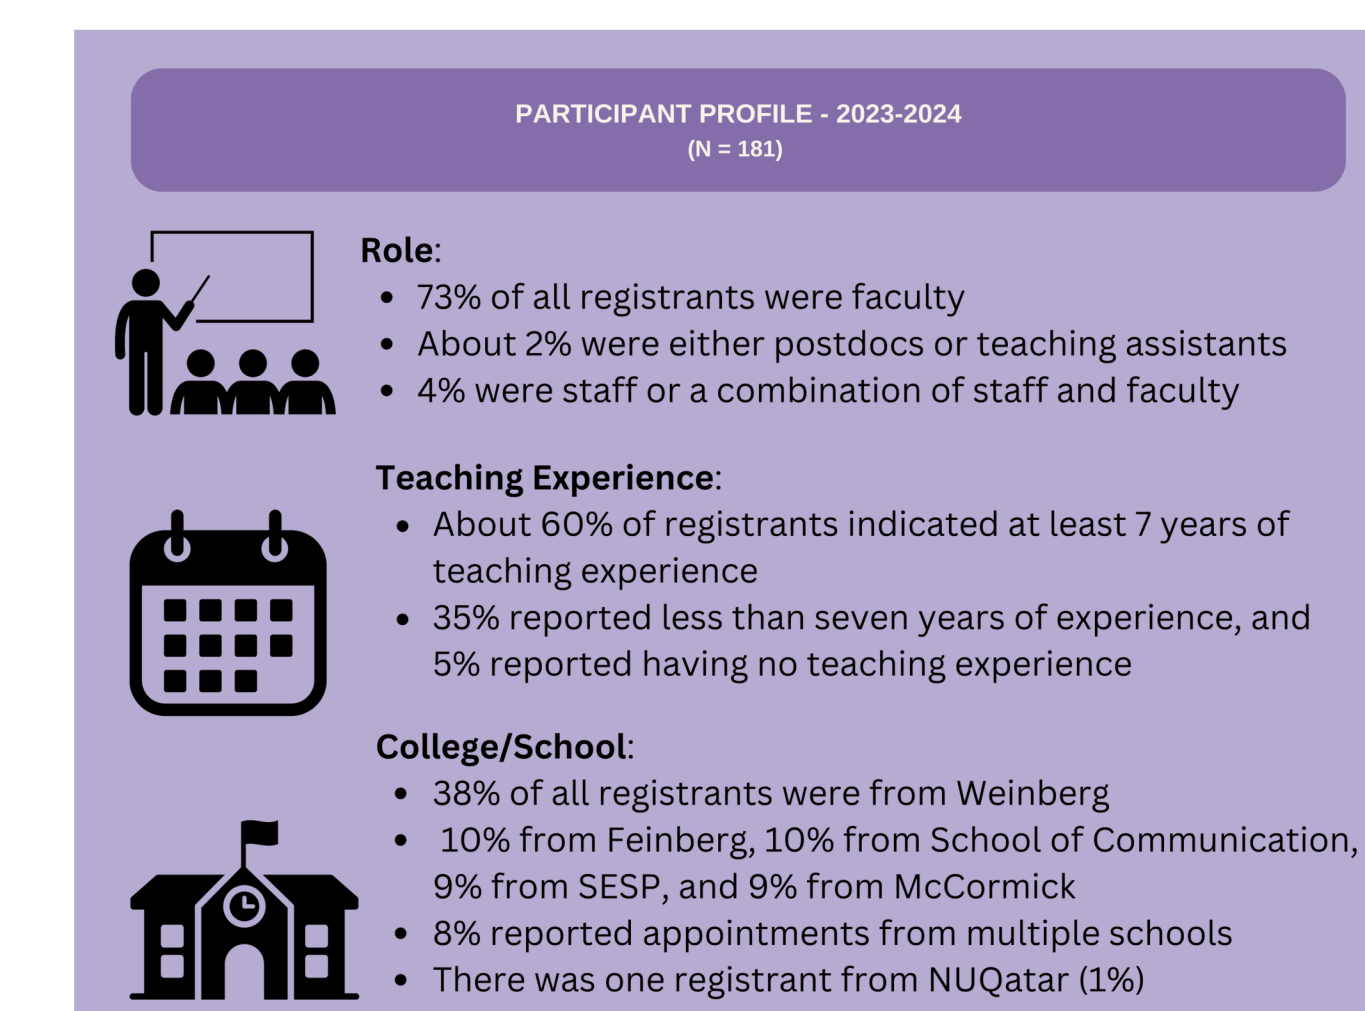 PARTICIPANT PROFILE - 2023-2024
(N = 181)
Role:
• 73% of all registrants were faculty
• About 2% were either postdocs or teaching assistants
• 4% were staff or a combination of staff and faculty
Teaching Experience:
• About 60% of registrants indicated at least 7 years of
teaching experience
• 35% reported less than seven years of experience, and
5% reported having no teaching experience
College/School:
• 38% of all registrants were from Weinberg
• 10% from Feinberg, 10% from School of Communication,
9% from SESP, and 9% from McCormick
• 8% reported appointments from multiple schools
• There was one registrant from NUQatar (1%)